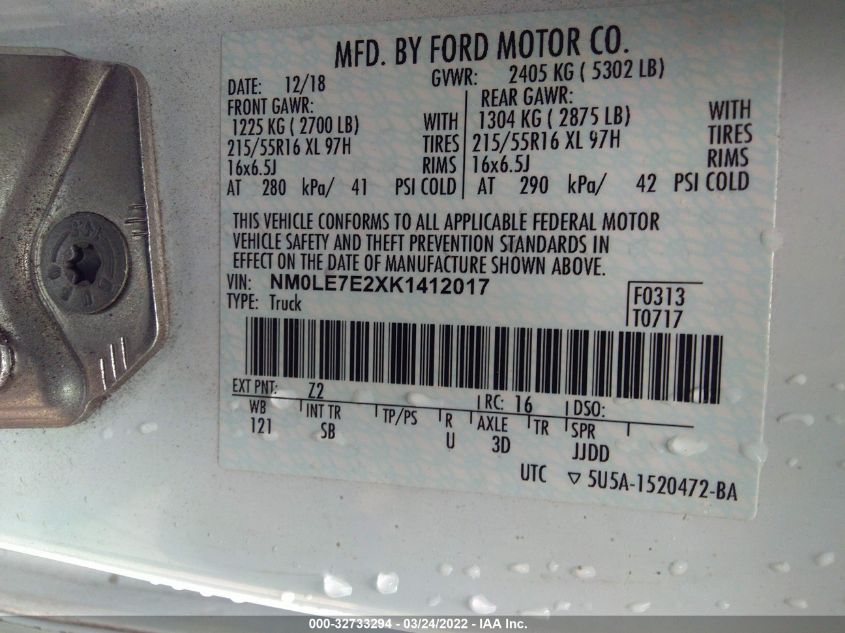 MFD. BY FORD MOTOR CO.
DATE: 12/18 GVWR: 2405 KG ( 5302 LB)
FRONT GAWR: REAR GAWR:
1225 KG ( 2700 LB) WITH 1304 KG ( 2875 LB) WITH
215/55R16 XL 97H TIRES 215/55R16 XL 97H TIRES
16x6.5J RIMS 16x6.5J RIMS
AT 280 kPa/ 41 PSI COLD AT 290 kPa/ 42 PSI COLD
THIS VEHICLE CONFORMS TO ALL APPLICABLE FEDERAL MOTOR
VEHICLE SAFETY AND THEFT PREVENTION STANDARDS IN
EFFECT ON THE DATE OF MANUFACTURE SHOWN ABOVE.
VIN: NM0LE7E2XK1412017 F0313
TYPE: Truck T0717
EXT PNT: Z2 RC: 16 DSO:
WB INT TR TP/PS R AXLE TR SPR
121 SB U 3D JJDD
UTC ▽ 5U5A-1520472-BA
000-32733294 - 03/24/2022 - IAA Inc.